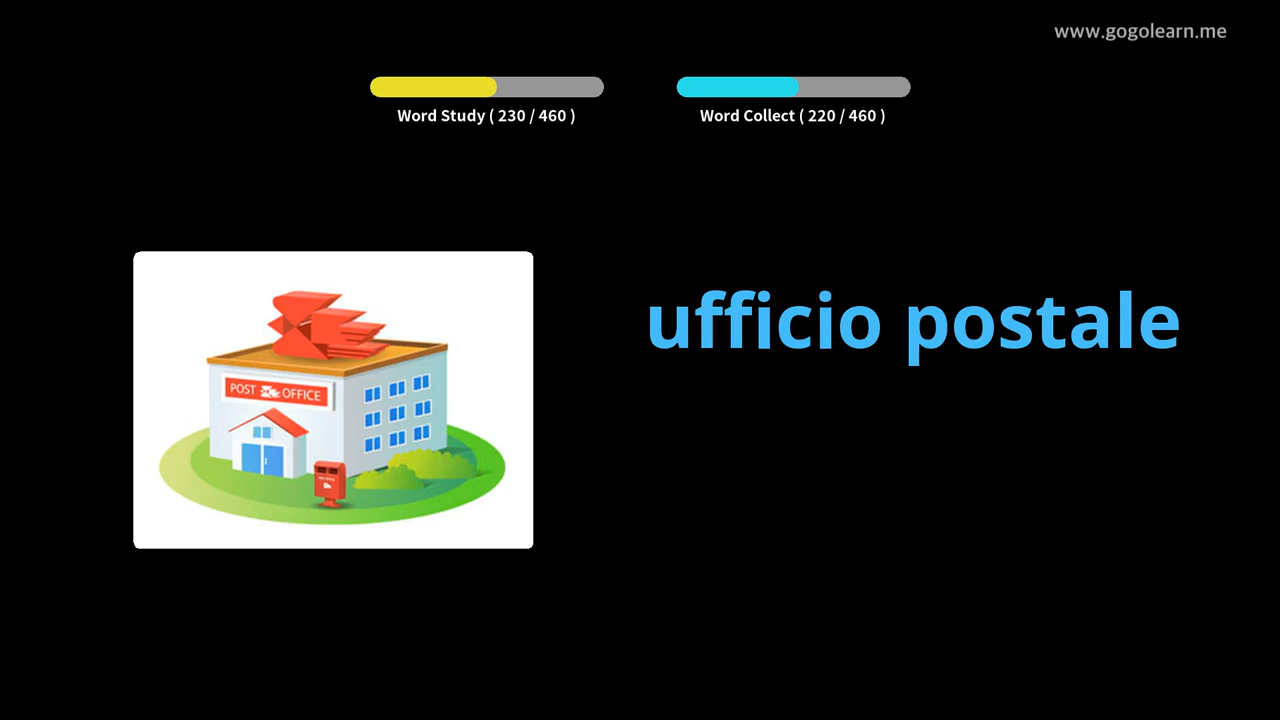 www.gogolearn.me
Word Study ( 230 / 460 )
Word Collect ( 220 / 460 )
ufficio postale
POST OFFICE